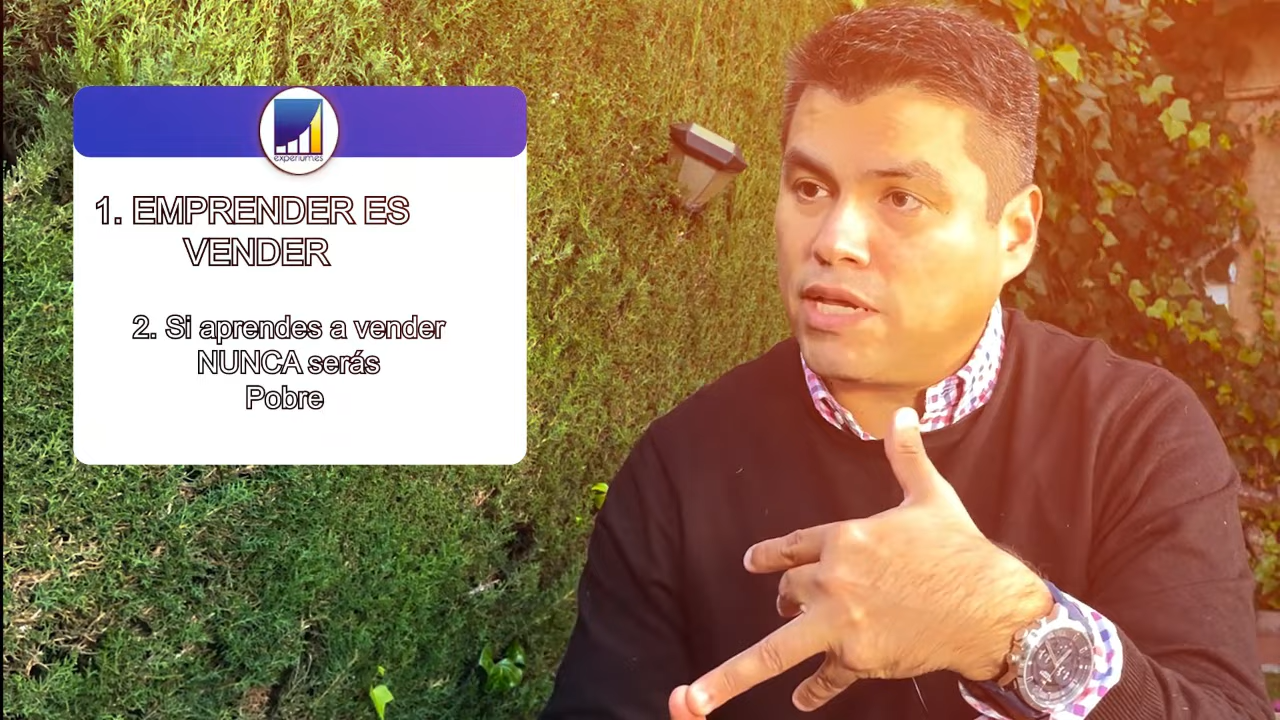 experiumes
1. EMPRENDER ES
VENDER
2. Si aprendes a vender
NUNCA serás
Pobre